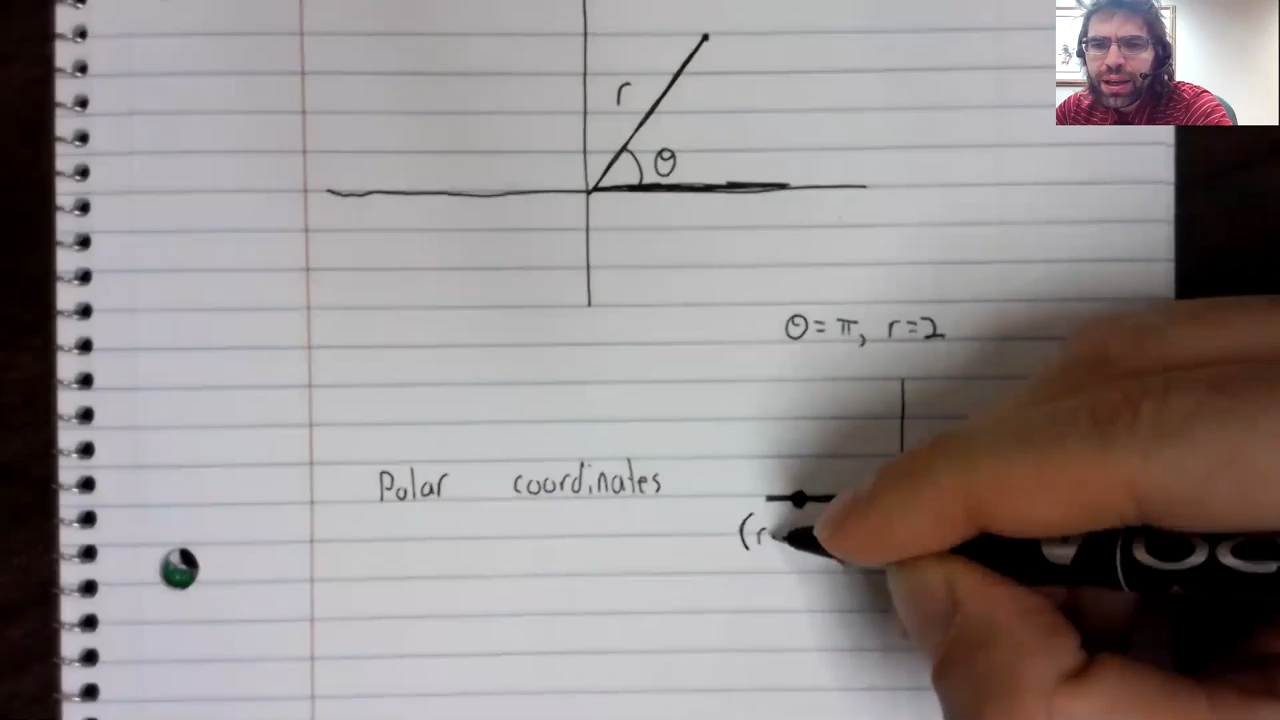 r
θ
θ = π, r = 2
Polar coordinates
(r